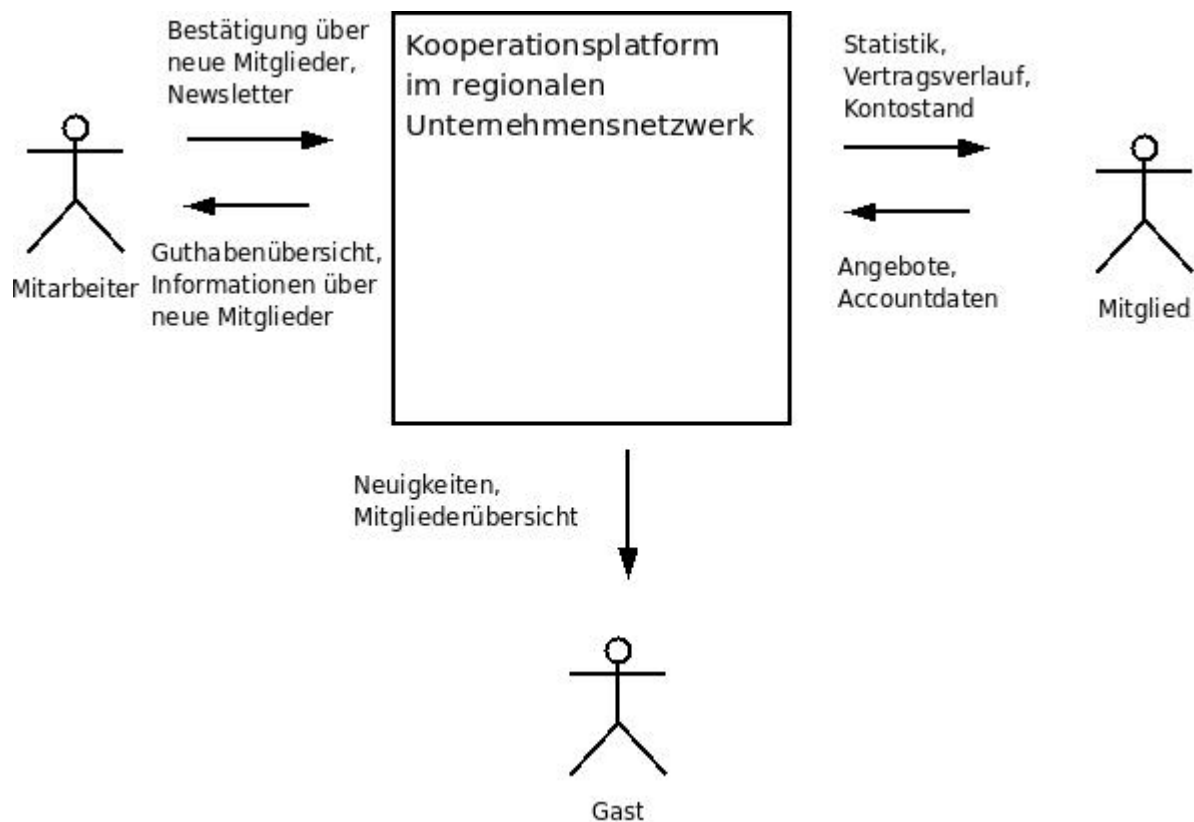 Bestätigung über
neue Mitglieder,
Newsletter
Kooperationsplatform
im regionalen
Unternehmensnetzwerk
Statistik,
Vertragsverlauf,
Kontostand
Mitarbeiter
Guthabenübersicht,
Informationen über
neue Mitglieder
Angebote,
Accountdaten
Mitglied
Neuigkeiten,
Mitgliederübersicht
Gast